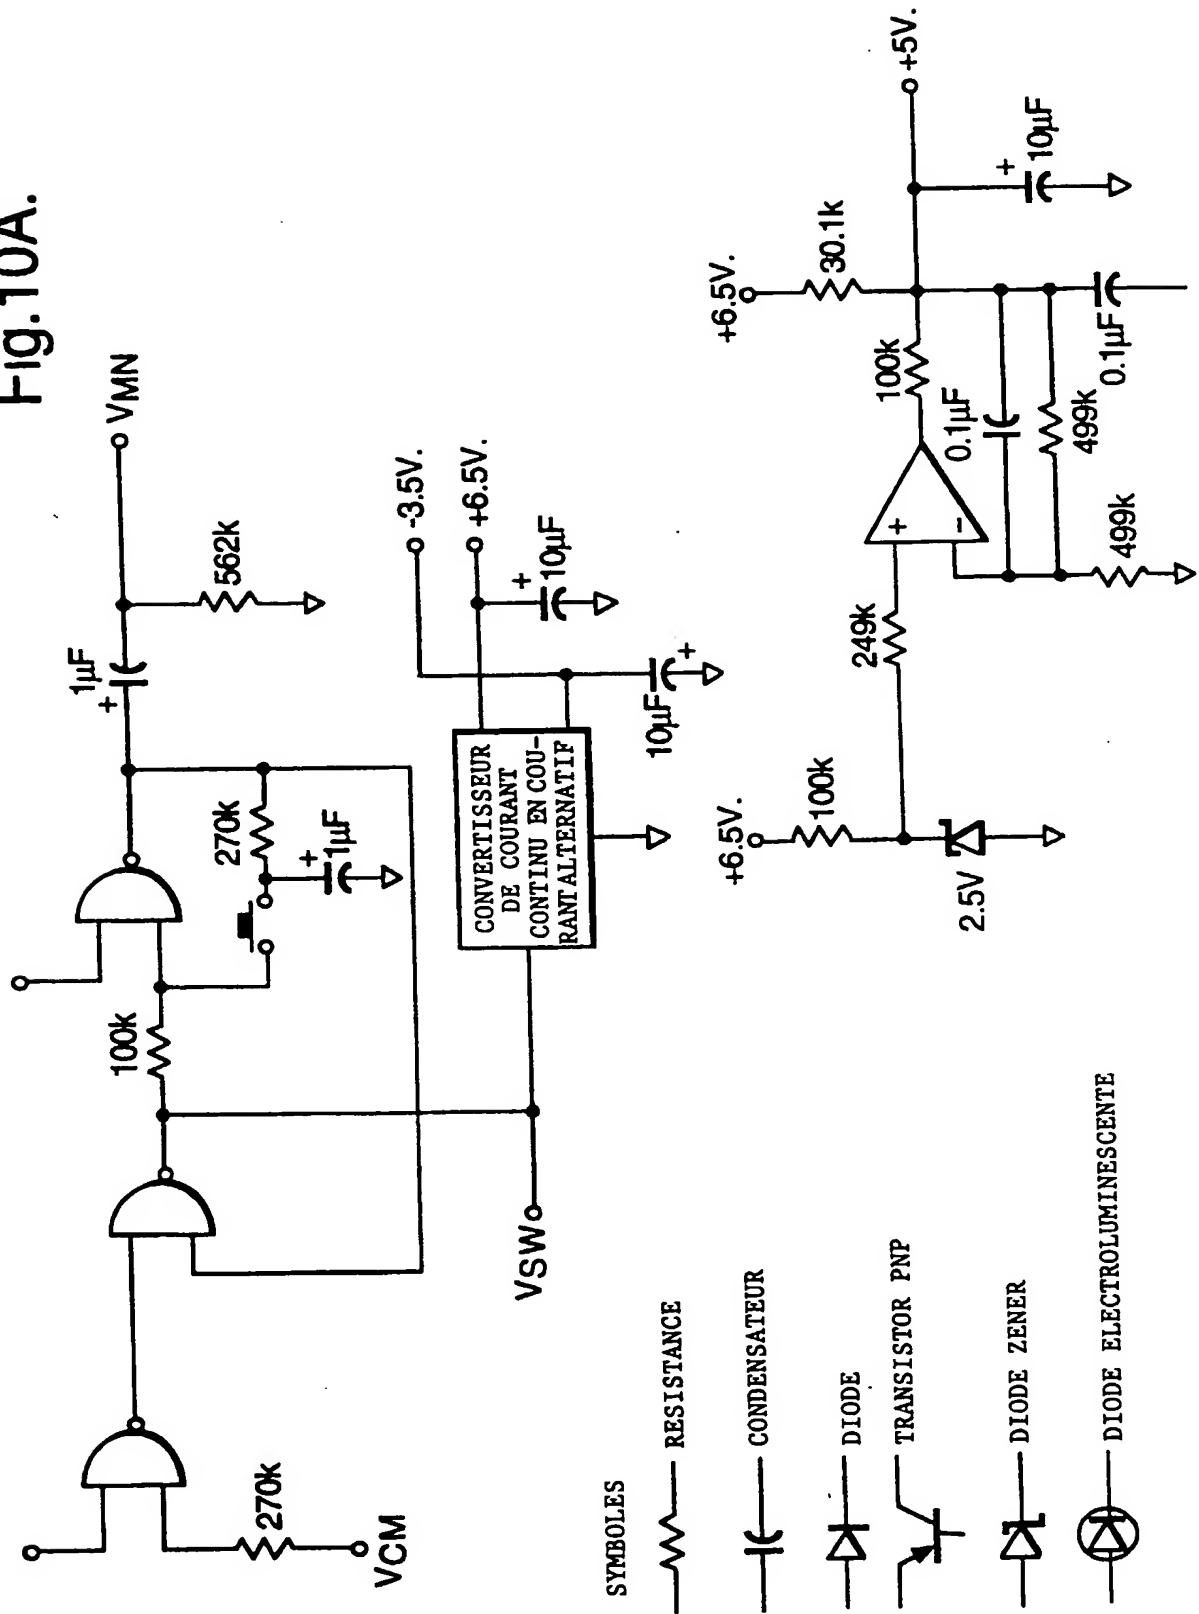 Fig.10A.
VMN
1µF
+
562k
270k
+
1µF
100k
270k
VCM
VSW
-3.5V.
+6.5V.
+
10µF
10µF
+
CONVERTISSEUR
DE COURANT
CONTINU EN COU-
RANTALTERNATIF
+6.5V.
30.1k
+5V.
+
10µF
100k
0.1µF
0.1µF
499k
+
−
499k
249k
+6.5V.
100k
2.5V
SYMBOLES
RESISTANCE
CONDENSATEUR
DIODE
TRANSISTOR PNP
DIODE ZENER
DIODE ELECTROLUMINESCENTE